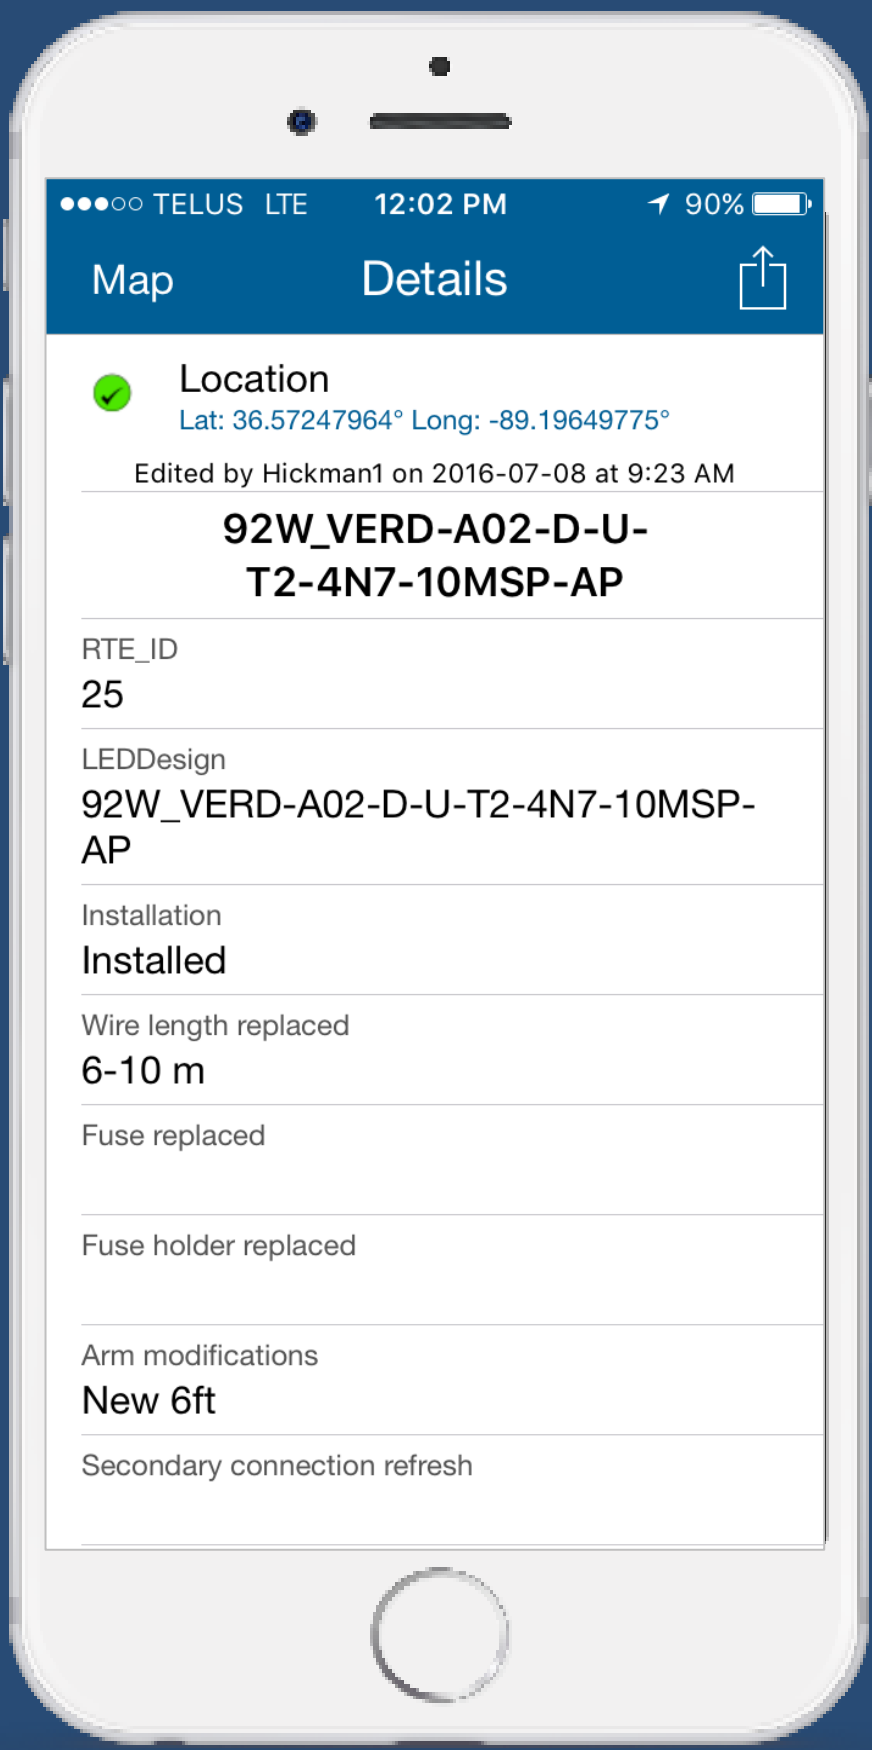 TELUS LTE 12:02 PM 90%
Map Details
Location
Lat: 36.57247964° Long: -89.19649775°
Edited by Hickman1 on 2016-07-08 at 9:23 AM
92W_VERD-A02-D-U-
T2-4N7-10MSP-AP
RTE_ID
25
LEDDesign
92W_VERD-A02-D-U-T2-4N7-10MSP-
AP
Installation
Installed
Wire length replaced
6-10 m
Fuse replaced
Fuse holder replaced
Arm modifications
New 6ft
Secondary connection refresh